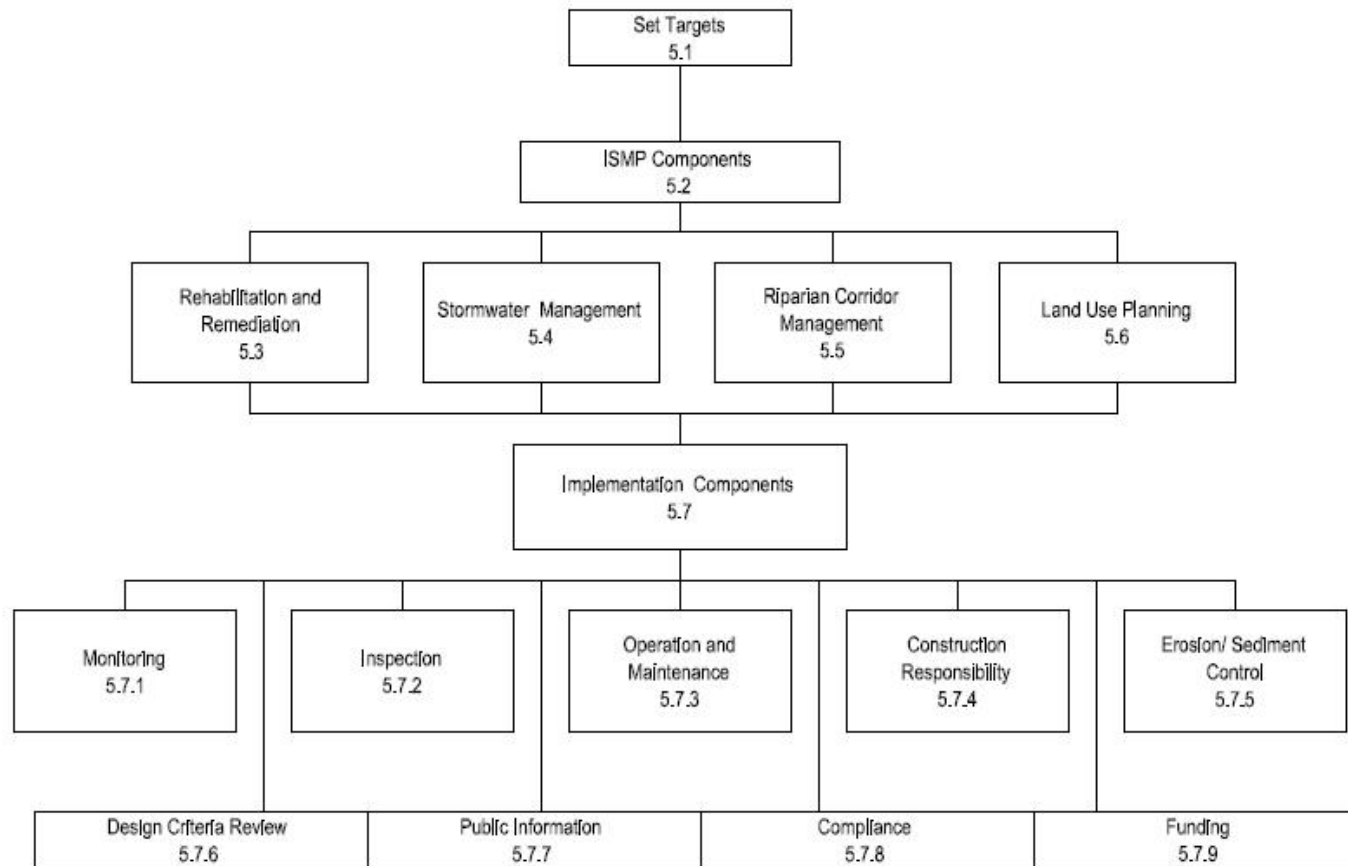 Set Targets
5.1
ISMP Components
5.2
Rehabilitation and
Remediation
5.3
Stormwater Management
5.4
Riparian Corridor
Management
5.5
Land Use Planning
5.6
Implementation Components
5.7
Monitoring
5.7.1
Inspection
5.7.2
Operation and
Maintenance
5.7.3
Construction
Responsibility
5.7.4
Erosion/ Sediment
Control
5.7.5
Design Criteria Review
5.7.6
Public Information
5.7.7
Compliance
5.7.8
Funding
5.7.9